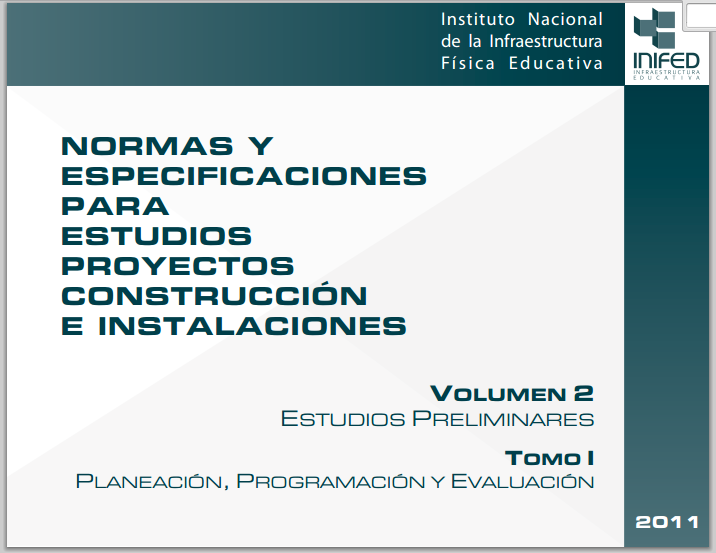 Instituto Nacional
de la Infraestructura
Física Educativa
INIFED
INFRAESTRUCTURA
EDUCATIVA
NORMAS Y
ESPECIFICACIONES
PARA
ESTUDIOS
PROYECTOS
CONSTRUCCIÓN
E INSTALACIONES
VOLUMEN 2
ESTUDIOS PRELIMINARES
TOMO I
PLANEACIÓN, PROGRAMACIÓN Y EVALUACIÓN
2011